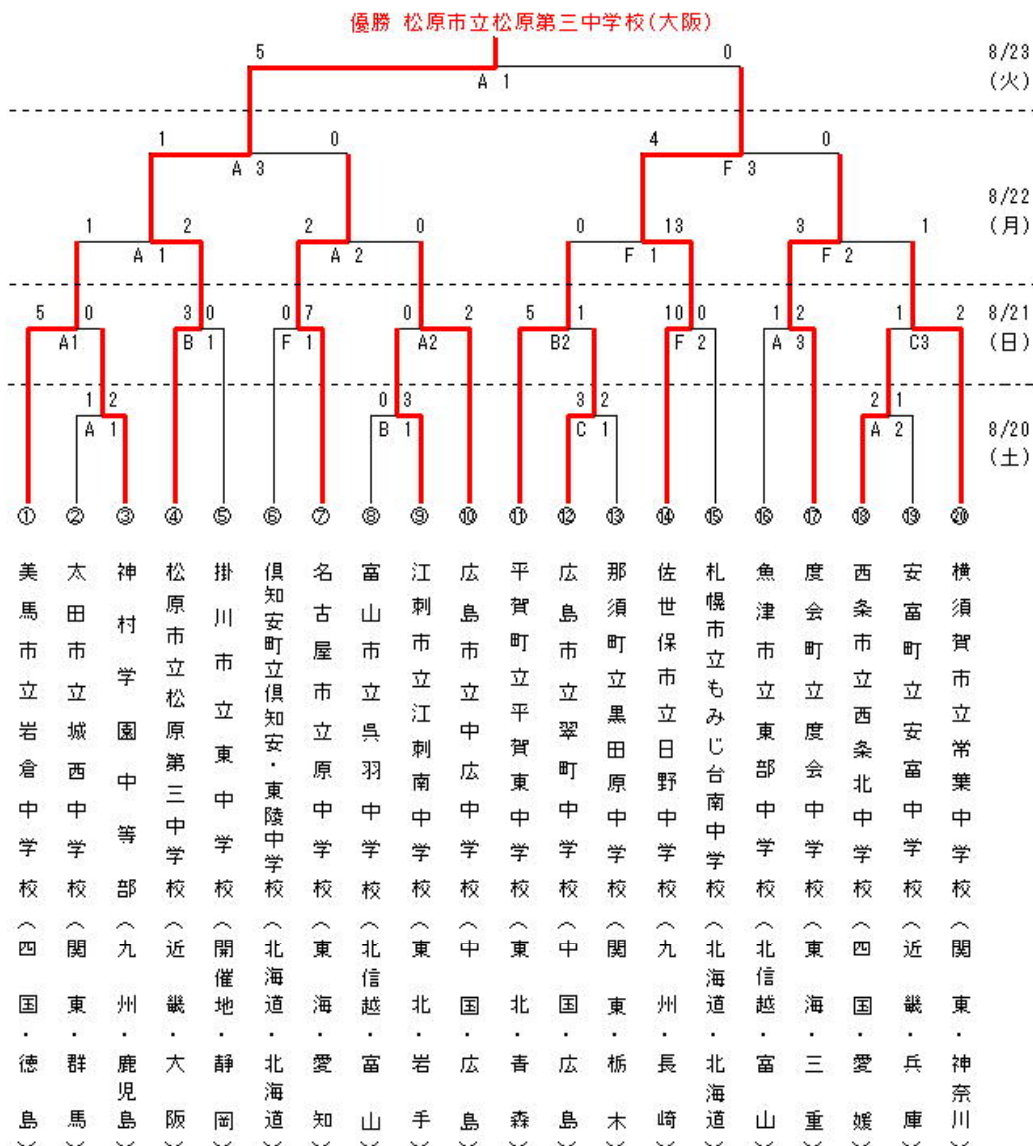 優勝 松原市立松原第三中学校(大阪)
5 0 8/23
A 1 (火)
1 0 4 0
A 3 F 3
8/22
1 2 2 0 0 13 3 1 (月)
A 1 A 2 F 1 F 2
5 0 3 0 0 7 0 2 5 1 10 0 1 2 1 2 8/21
A1 B 1 F 1 A2 B2 F 2 A 3 C3 (日)
1 2 0 3 3 2 2 1
A 1 B 1 C 1 A 2 8/20
(土)
① ② ③ ④ ⑤ ⑥ ⑦ ⑧ ⑨ ⑩ ⑪ ⑫ ⑬ ⑭ ⑮ ⑯ ⑰ ⑱ ⑲ ⑳
美馬市立岩倉中学校(四国・徳島)
太田市立城西中学校(関東・群馬)
神村学園中等部(九州・鹿児島)
松原市立松原第三中学校(近畿・大阪)
掛川市立東中学校(開催地・静岡)
倶知安町立倶知安・東陵中学校(北海道・北海道)
名古屋市立原中学校(東海・愛知)
富山市立呉羽中学校(北信越・富山)
江刺市立江刺南中学校(東北・岩手)
広島市立中広中学校(中国・広島)
平賀町立平賀東中学校(東北・青森)
広島市立翠町中学校(中国・広島)
那須町立黒田原中学校(関東・栃木)
佐世保市立日野中学校(九州・長崎)
札幌市立もみじ台南中学校(北海道・北海道)
魚津市立東部中学校(北信越・富山)
度会町立度会中学校(東海・三重)
西条市立西条北中学校(四国・愛媛)
安富町立安富中学校(近畿・兵庫)
横須賀市立常葉中学校(関東・神奈川)